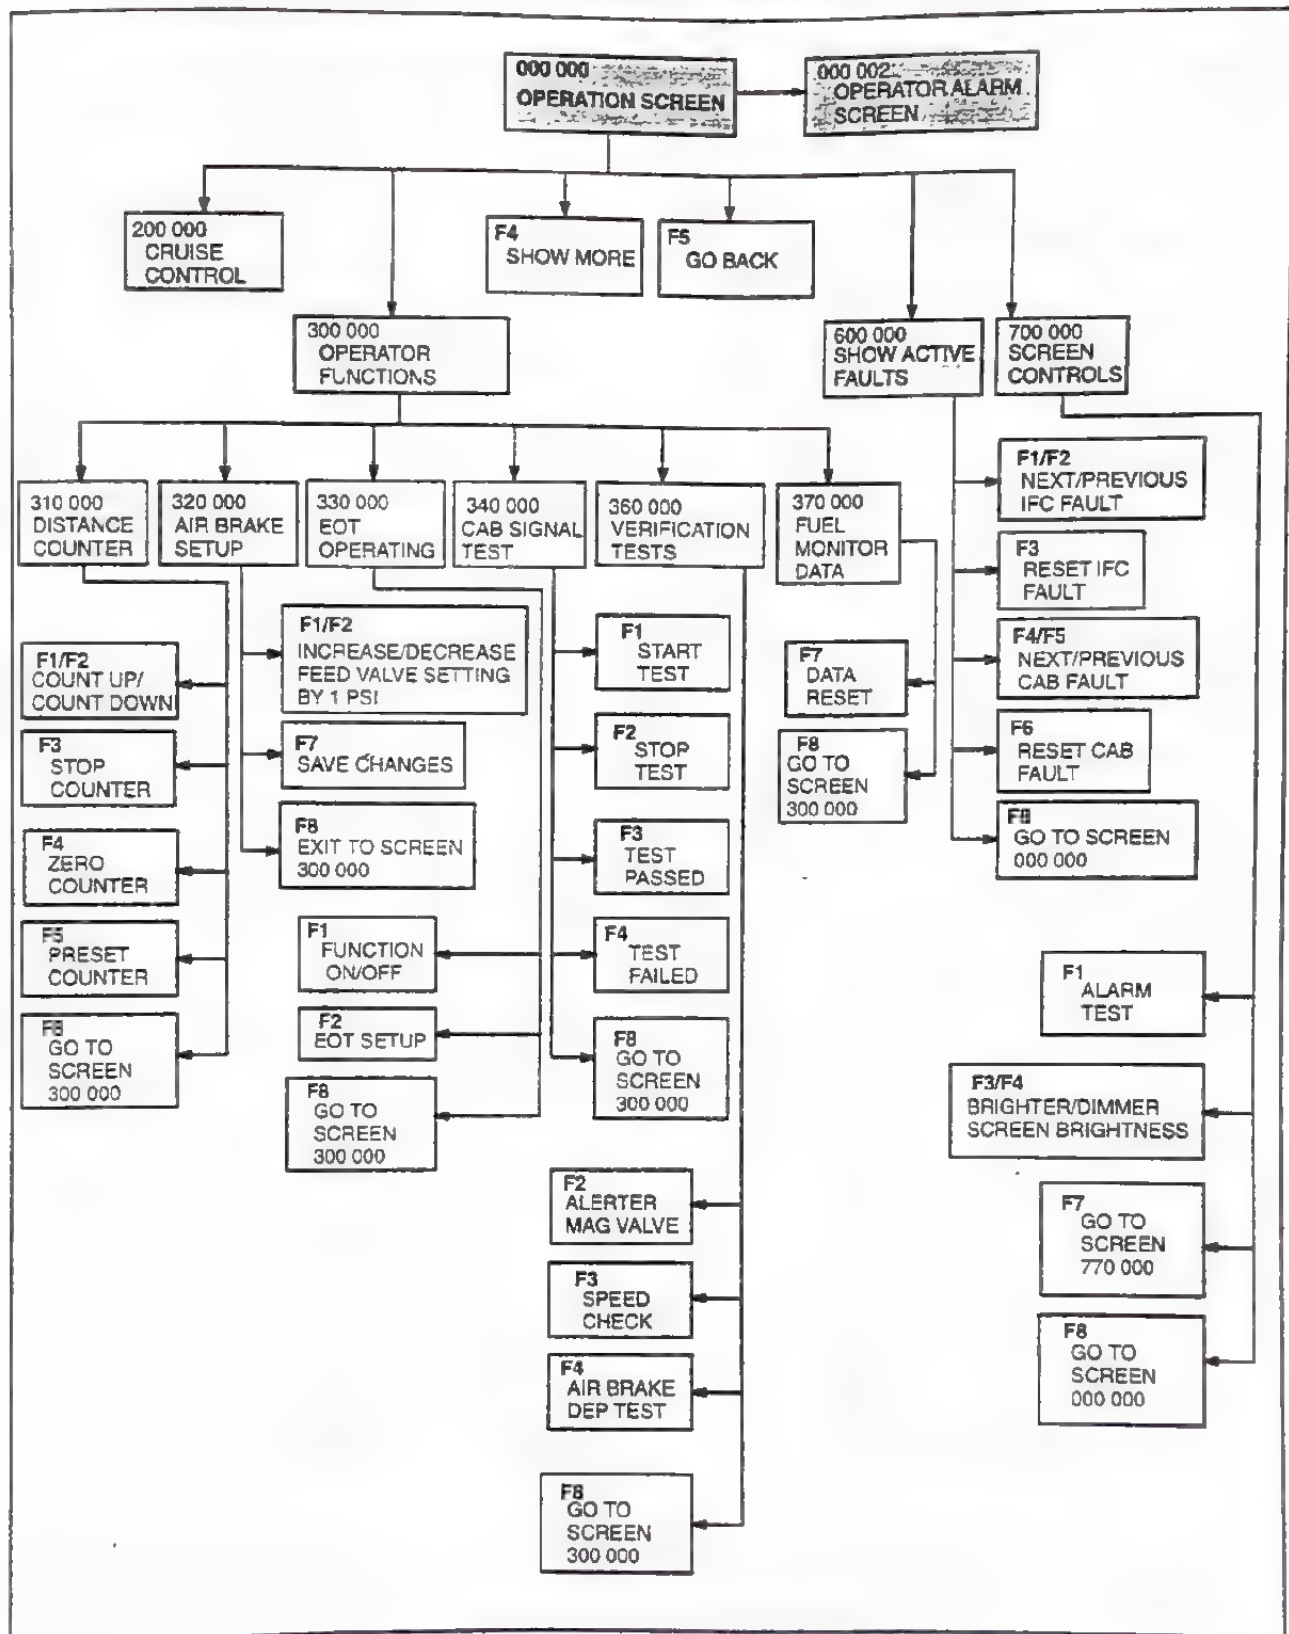 000 000
OPERATION SCREEN
000 002
OPERATOR ALARM
SCREEN
200 000
CRUISE
CONTROL
F4
SHOW MORE
F5
GO BACK
300 000
OPERATOR
FUNCTIONS
600 000
SHOW ACTIVE
FAULTS
700 000
SCREEN
CONTROLS
310 000
DISTANCE
COUNTER
320 000
AIR BRAKE
SETUP
330 000
EOT
OPERATING
340 000
CAB SIGNAL
TEST
360 000
VERIFICATION
TESTS
370 000
FUEL
MONITOR
DATA
F1/F2
COUNT UP/
COUNT DOWN
F3
STOP
COUNTER
F4
ZERO
COUNTER
F5
PRESET
COUNTER
F8
GO TO
SCREEN
300 000
F1/F2
INCREASE/DECREASE
FEED VALVE SETTING
BY 1 PSI
F7
SAVE CHANGES
F8
EXIT TO SCREEN
300 000
F1
FUNCTION
ON/OFF
F2
EOT SETUP
F8
GO TO
SCREEN
300 000
F1
START
TEST
F2
STOP
TEST
F3
TEST
PASSED
F4
TEST
FAILED
F8
GO TO
SCREEN
300 000
F2
ALERTER
MAG VALVE
F3
SPEED
CHECK
F4
AIR BRAKE
DEP TEST
F8
GO TO
SCREEN
300 000
F7
DATA
RESET
F8
GO TO
SCREEN
300 000
F1/F2
NEXT/PREVIOUS
IFC FAULT
F3
RESET IFC
FAULT
F4/F5
NEXT/PREVIOUS
CAB FAULT
F6
RESET CAB
FAULT
F8
GO TO SCREEN
000 000
F1
ALARM
TEST
F3/F4
BRIGHTER/DIMMER
SCREEN BRIGHTNESS
F7
GO TO
SCREEN
770 000
F8
GO TO
SCREEN
000 000